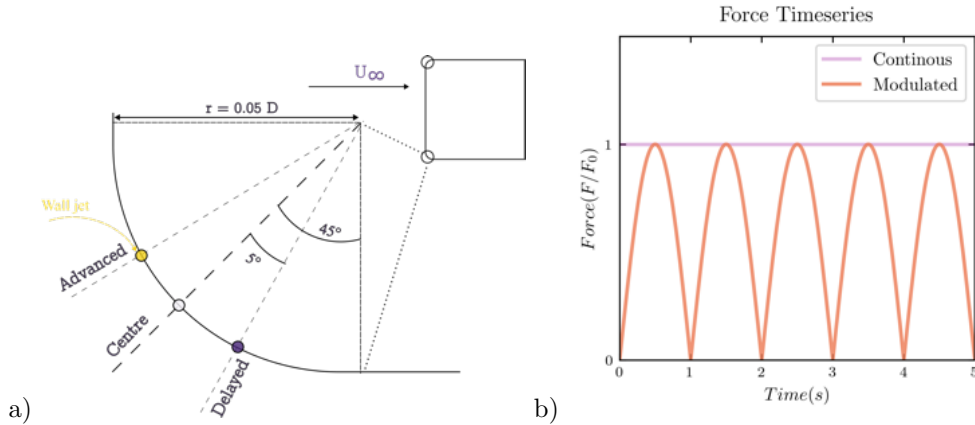 U∞
r = 0.05 D
Wall jet
45°
5°
Advanced
Centre
Delayed
a)
Force Timeseries
Continous
Modulated
Force(F/F₀)
1
0
0 1 2 3 4 5
Time(s)
b)